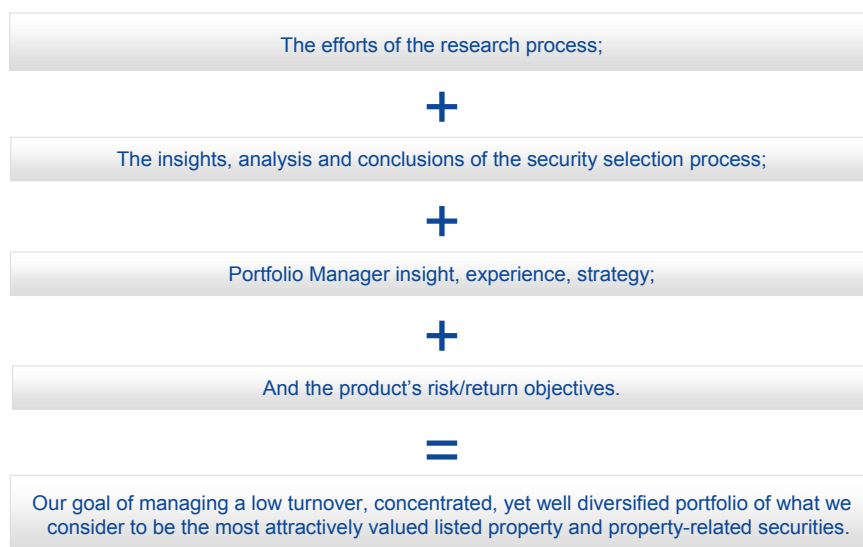 The efforts of the research process;
+
The insights, analysis and conclusions of the security selection process;
+
Portfolio Manager insight, experience, strategy;
+
And the product’s risk/return objectives.
=
Our goal of managing a low turnover, concentrated, yet well diversified portfolio of what we
consider to be the most attractively valued listed property and property-related securities.